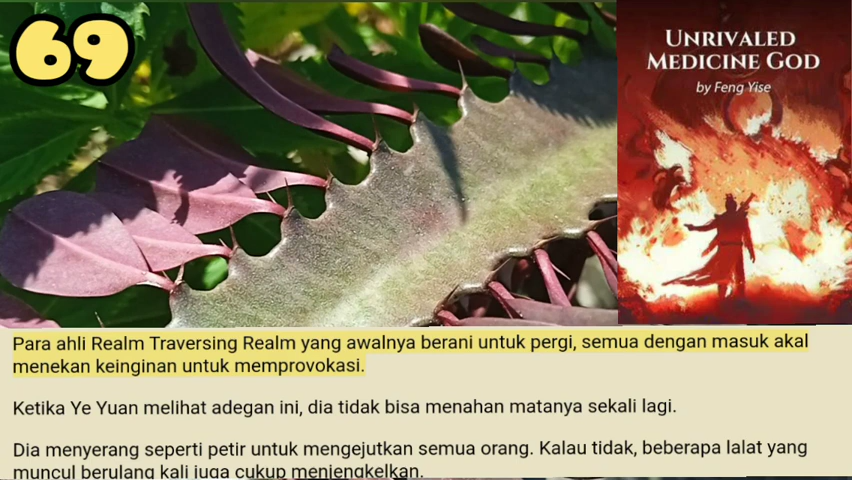 69
UNRIVALED
MEDICINE GOD
by Feng Yise
Para ahli Realm Traversing Realm yang awalnya berani untuk pergi, semua dengan masuk akal
menekan keinginan untuk memprovokasi.
Ketika Ye Yuan melihat adegan ini, dia tidak bisa menahan matanya sekali lagi.
Dia menyerang seperti petir untuk mengejutkan semua orang. Kalau tidak, beberapa lalat yang
muncul berulang kali juga cukup menjengkelkan.